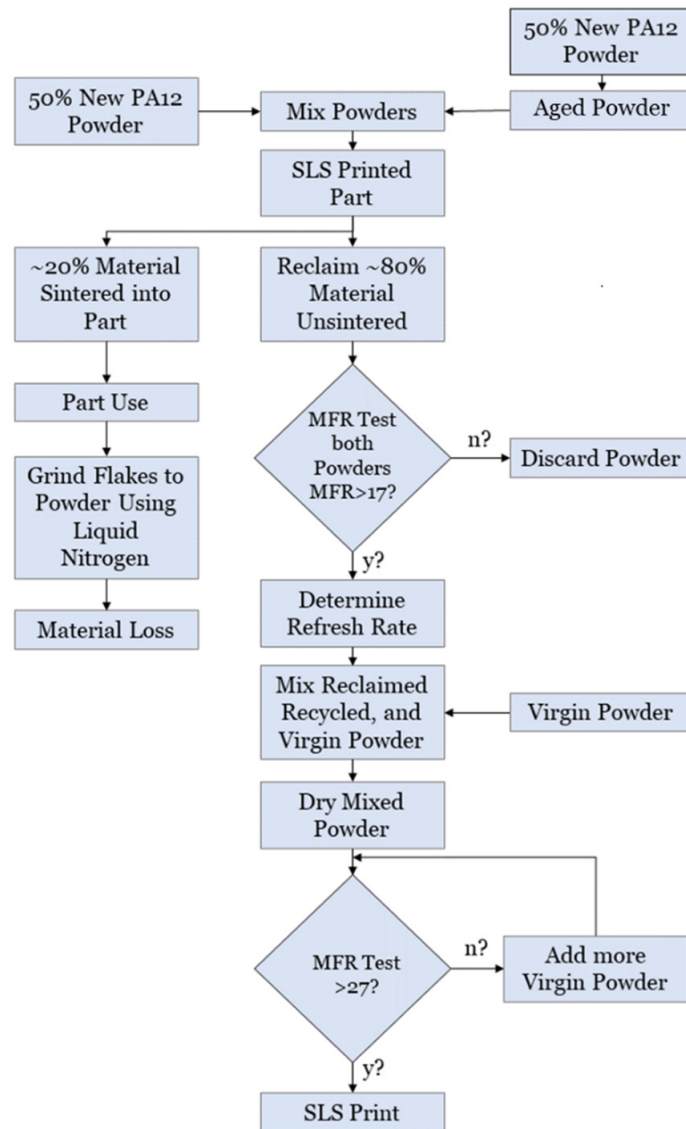 50% New PA12
Powder
50% New PA12
Powder
Mix Powders
Aged Powder
SLS Printed
Part
~20% Material
Sintered into
Part
Reclaim ~80%
Material
Unsintered
Part Use
MFR Test
both
Powders
MFR>17?
n?
Discard Powder
Grind Flakes to
Powder Using
Liquid
Nitrogen
y?
Material Loss
Determine
Refresh Rate
Mix Reclaimed
Recycled, and
Virgin Powder
Virgin Powder
Dry Mixed
Powder
MFR Test
>27?
n?
Add more
Virgin Powder
y?
SLS Print